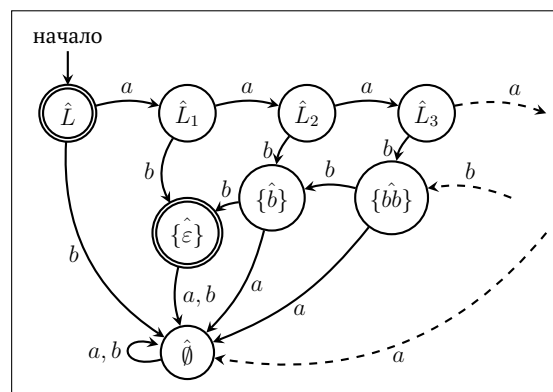 начало
a a a a
L̂ L̂₁ L̂₂ L̂₃
b b b b b
b {b̂} {b̂b} b
{ε̂}
a, b a
a
a, b ∅̂ a